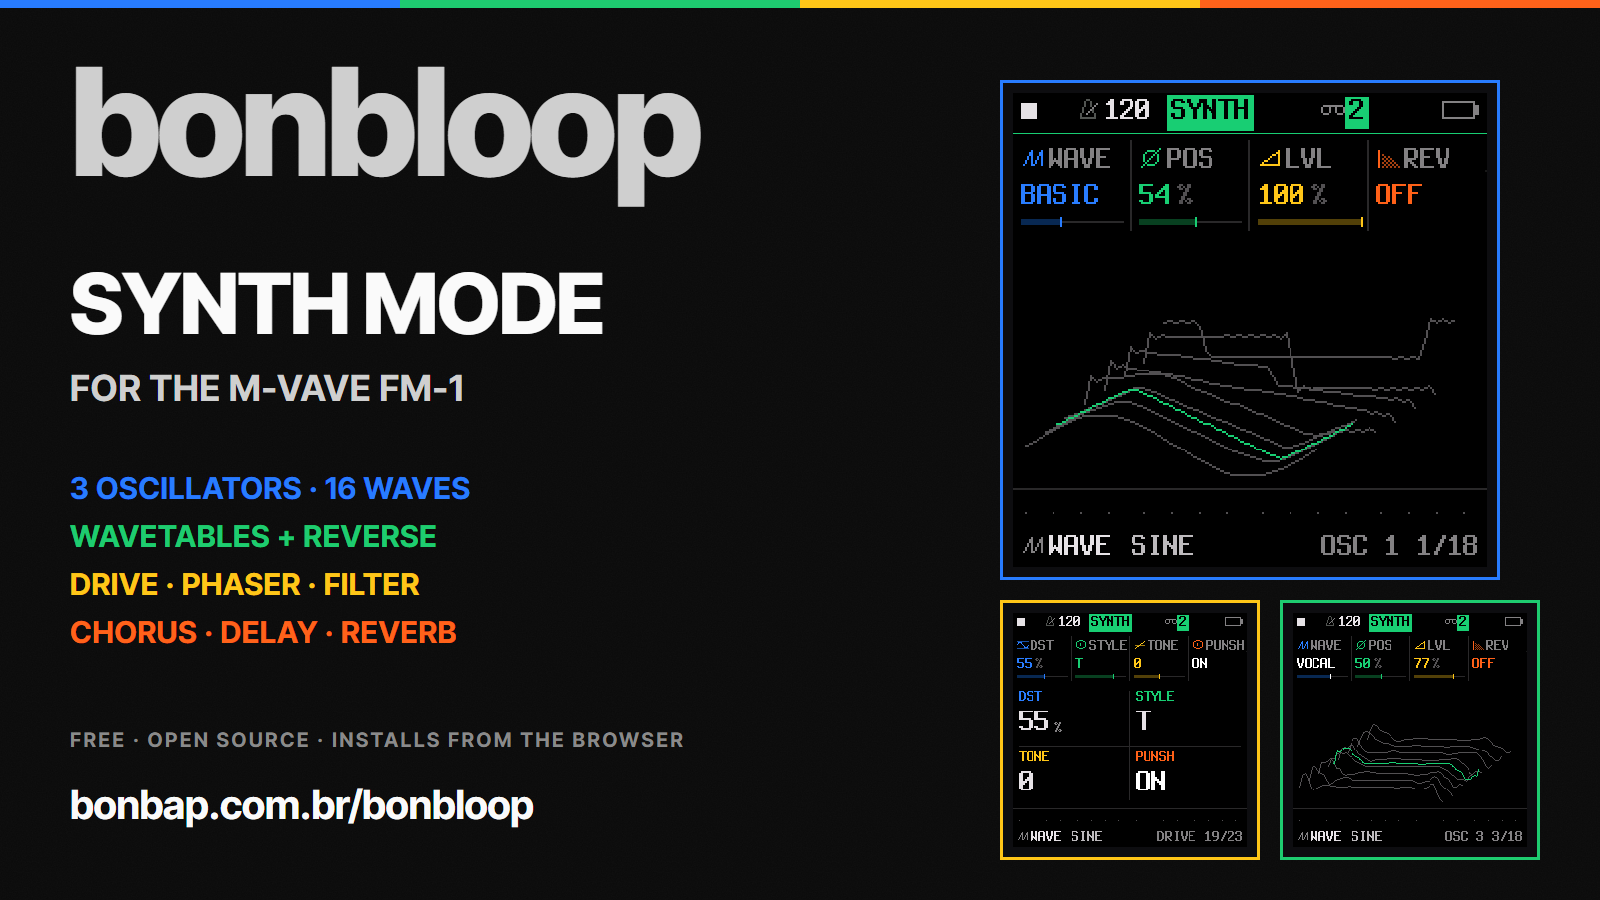 bonbloop
SYNTH MODE
FOR THE M-VAVE FM-1
3 OSCILLATORS · 16 WAVES
WAVETABLES + REVERSE
DRIVE · PHASER · FILTER
CHORUS · DELAY · REVERB
FREE · OPEN SOURCE · INSTALLS FROM THE BROWSER
bonbap.com.br/bonbloop
120 SYNTH 2
WAVE POS LVL REV
BASIC 54 % 100 % OFF
WAVE SINE OSC 1 1/18
120 SYNTH 2
DST STYLE TONE PUNSH
55 % T 0 ON
DST STYLE
55 % T
TONE PUNSH
0 ON
WAVE SINE DRIVE 19/23
120 SYNTH 2
WAVE POS LVL REV
VOCAL 50 % 77 % OFF
WAVE SINE OSC 3 3/18